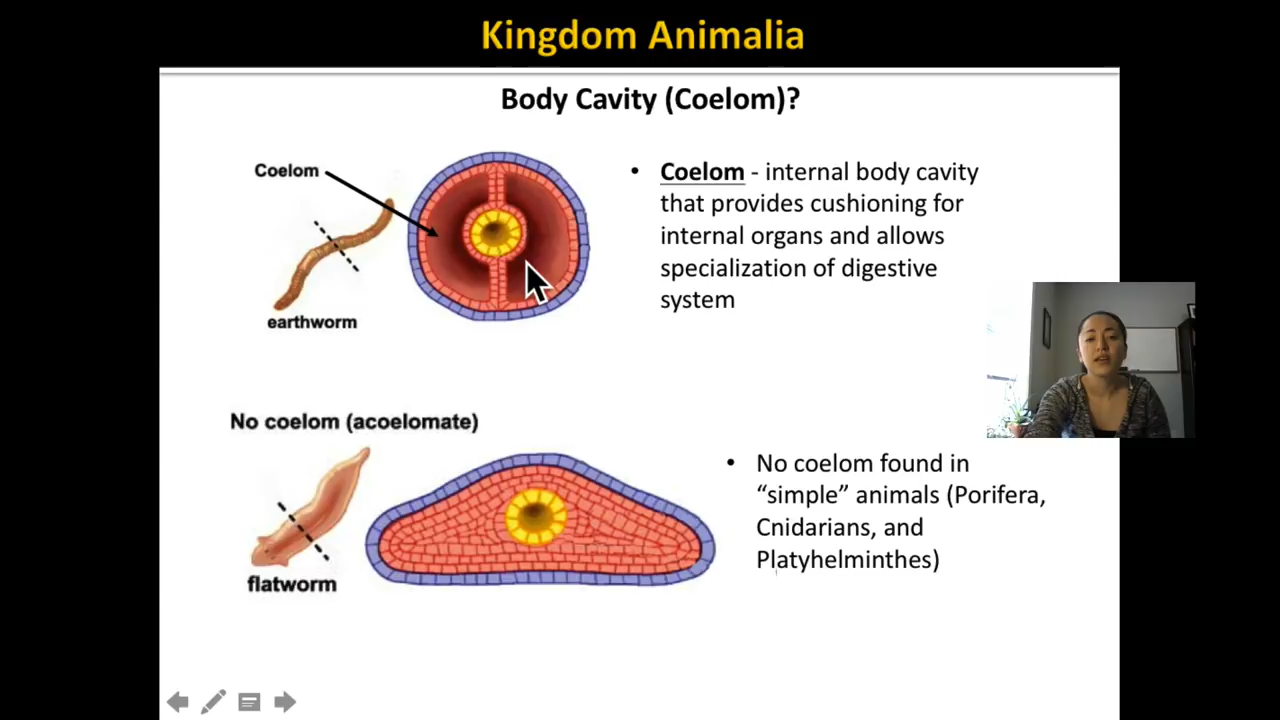 Kingdom Animalia
Body Cavity (Coelom)?
Coelom
earthworm
• Coelom - internal body cavity
that provides cushioning for
internal organs and allows
specialization of digestive
system
No coelom (acoelomate)
flatworm
• No coelom found in
“simple” animals (Porifera,
Cnidarians, and
Platyhelminthes)